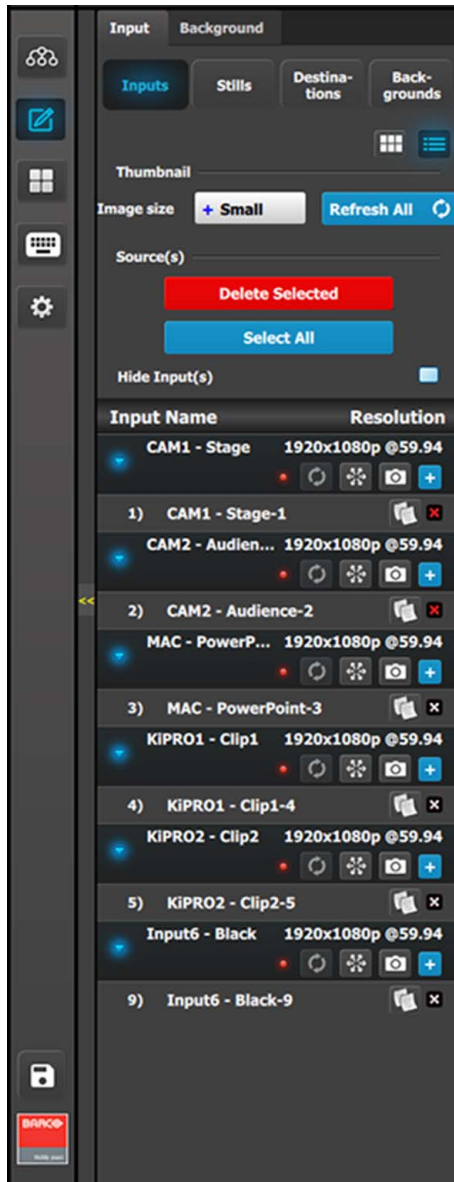 Input Background
Inputs Stills Destina-
tions Back-
grounds
Thumbnail
Image size + Small Refresh All
Source(s)
Delete Selected
Select All
Hide Input(s)
Input Name Resolution
CAM1 - Stage 1920x1080p @59.94
1) CAM1 - Stage-1
CAM2 - Audien... 1920x1080p @59.94
<<
2) CAM2 - Audience-2
MAC - PowerP... 1920x1080p @59.94
3) MAC - PowerPoint-3
KiPRO1 - Clip1 1920x1080p @59.94
4) KiPRO1 - Clip1-4
KiPRO2 - Clip2 1920x1080p @59.94
5) KiPRO2 - Clip2-5
Input6 - Black 1920x1080p @59.94
9) Input6 - Black-9
BARCO